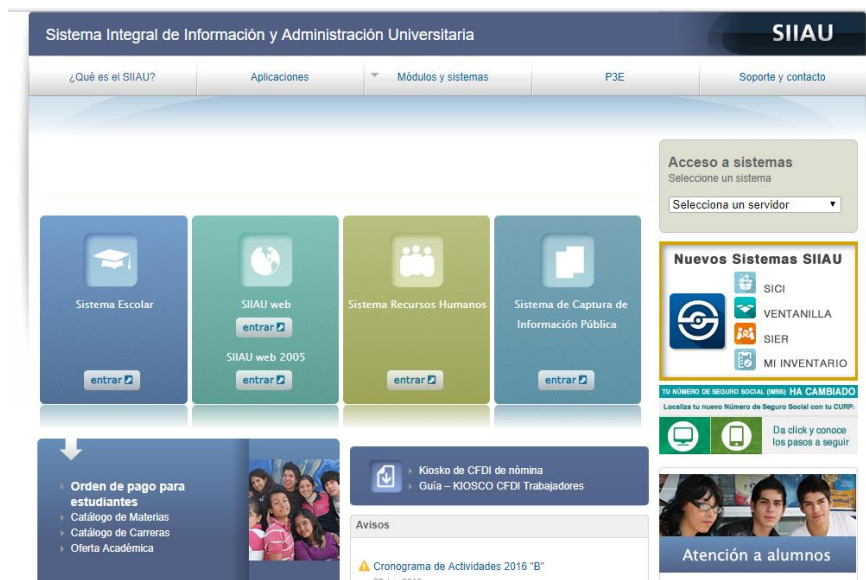 Sistema Integral de Información y Administración Universitaria
SIIAU
¿Qué es el SIIAU?
Aplicaciones
Módulos y sistemas
P3E
Soporte y contacto
Acceso a sistemas
Seleccione un sistema
Selecciona un servidor
Sistema Escolar
entrar
SIIAU web
entrar
SIIAU web 2005
entrar
Sistema Recursos Humanos
entrar
Sistema de Captura de
Información Pública
entrar
Nuevos Sistemas SIIAU
SICI
VENTANILLA
SIER
MI INVENTARIO
TU NÚMERO DE SEGURO SOCIAL (IMSS) HA CAMBIADO
Localiza tu nuevo Número de Seguro Social con tu CURP:
Da click y conoce
los pasos a seguir
Orden de pago para
estudiantes
Catálogo de Materias
Catálogo de Carreras
Oferta Académica
Kiosko de CFDI de nómina
Guía – KIOSCO CFDI Trabajadores
Avisos
Cronograma de Actividades 2016 "B"
Atención a alumnos